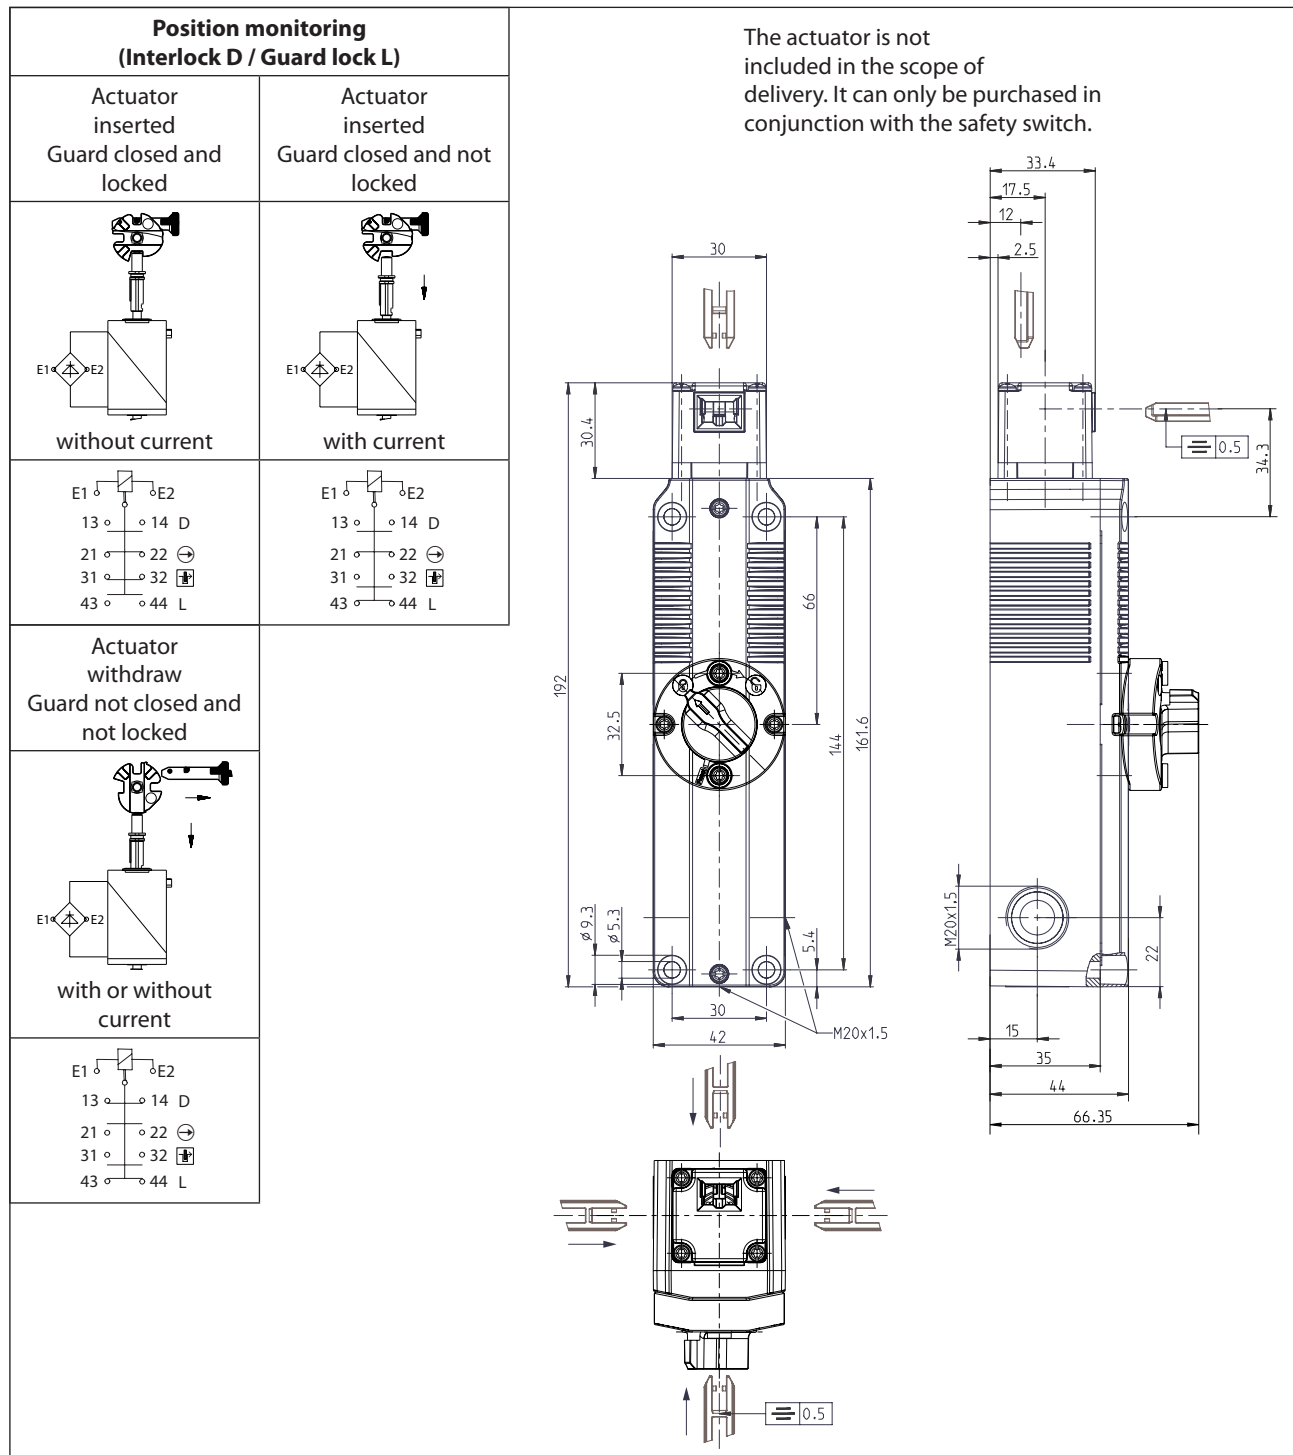 Position monitoring
(Interlock D / Guard lock L)
Actuator
inserted
Guard closed and
locked
Actuator
inserted
Guard closed and not
locked
E1 E2
without current
E1 E2
with current
E1 E2
13 14 D
21 22
31 32
43 44 L
E1 E2
13 14 D
21 22
31 32
43 44 L
Actuator
withdraw
Guard not closed and
not locked
E1 E2
with or without
current
E1 E2
13 14 D
21 22
31 32
43 44 L
The actuator is not
included in the scope of
delivery. It can only be purchased in
conjunction with the safety switch.
30
192
30.4
32.5
66
144
161.6
ø 9.3
ø 5.3
5.4
30
42
M20x1.5
33.4
17.5
12
2.5
0.5
34.3
M20x1.5
22
15
35
44
66.35
0.5